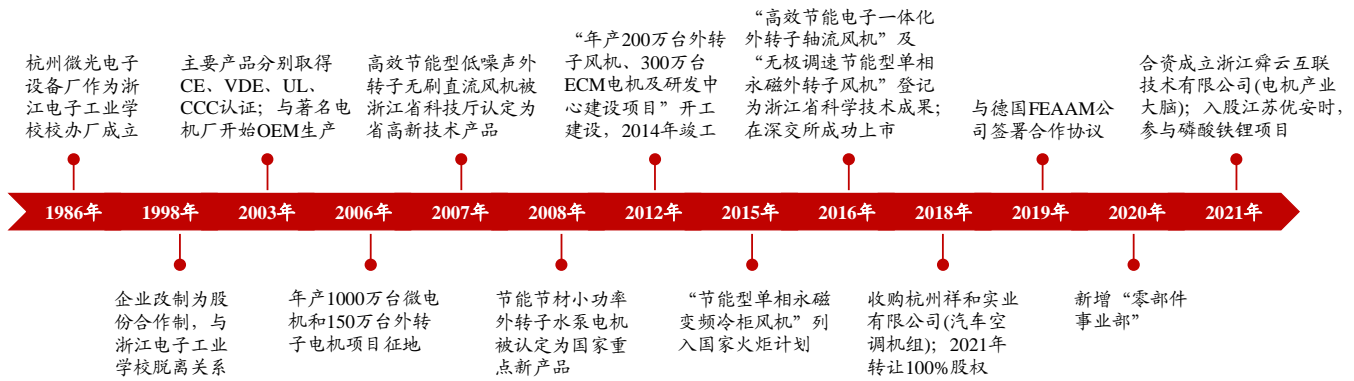 杭州微光电子
设备厂作为浙
江电子工业学
校校办厂成立
主要产品分别取得
CE、VDE、UL、
CCC认证；与著名电
机厂开始OEM生产
高效节能型低噪声外
转子无刷直流风机被
浙江省科技厅认定为
省高新技术产品
“年产200万台外转
子风机、300万台
ECM电机及研发中
心建设项目”开工
建设，2014年竣工
“高效节能电子一体化
外转子轴流风机”及
“无极调速节能型单相
永磁外转子风机”登记
为浙江省科学技术成果；
在深交所成功上市
与德国FEAAM公
司签署合作协议
合资成立浙江舜云互联
技术有限公司(电机产业
大脑)；入股江苏优安时，
参与磷酸铁锂项目
1986年
1998年
2003年
2006年
2007年
2008年
2012年
2015年
2016年
2018年
2019年
2020年
2021年
企业改制为股
份合作制，与
浙江电子工业
学校脱离关系
年产1000万台微电
机和150万台外转
子电机项目征地
节能节材小功率
外转子水泵电机
被认定为国家重
点新产品
“节能型单相永磁
变频冷柜风机”列
入国家火炬计划
收购杭州祥和实业
有限公司(汽车空
调机组)；2021年
转让100%股权
新增“零部件
事业部”